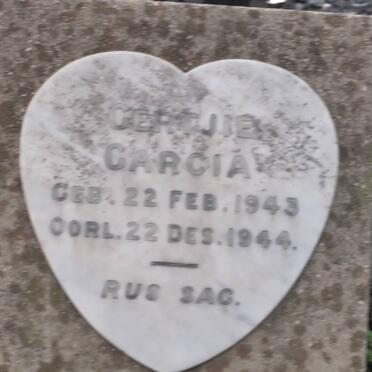 GERTJIE
GARCIA
GEB. 22 FEB. 1943
OORL. 22 DES. 1944.
RUS SAG.